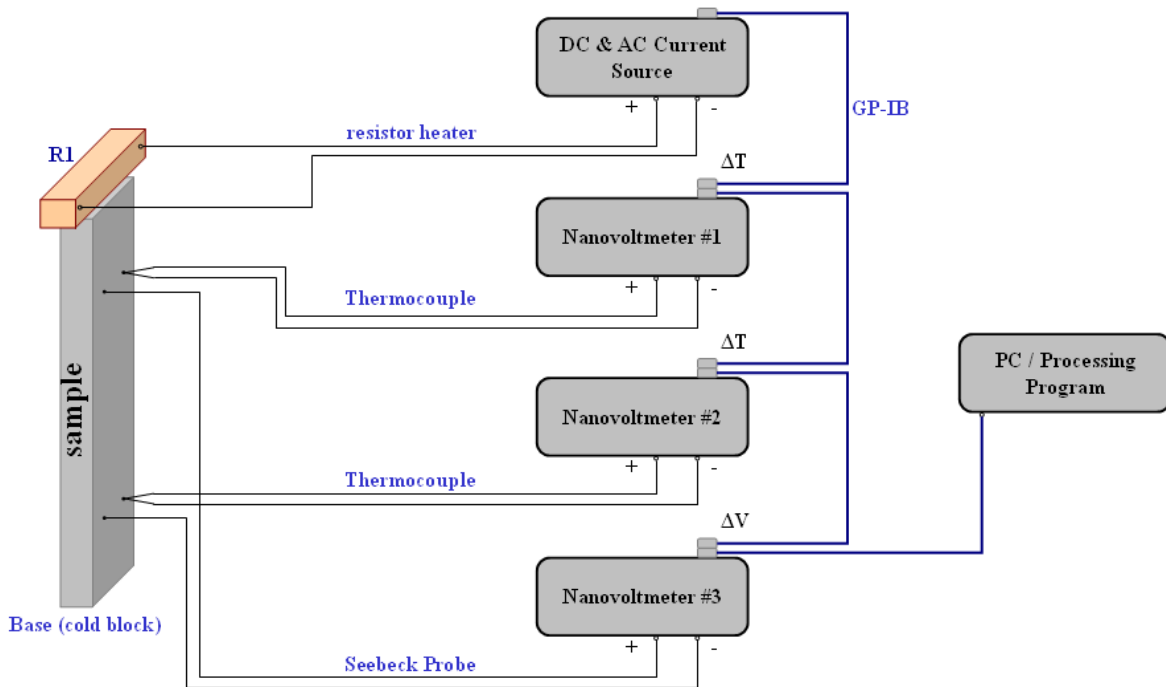 DC & AC Current
Source
+
-
GP-IB
resistor heater
R1
ΔT
Nanovoltmeter #1
+
-
Thermocouple
ΔT
PC / Processing
Program
sample
Nanovoltmeter #2
+
-
Thermocouple
ΔV
Nanovoltmeter #3
Base (cold block)
+
-
Seebeck Probe